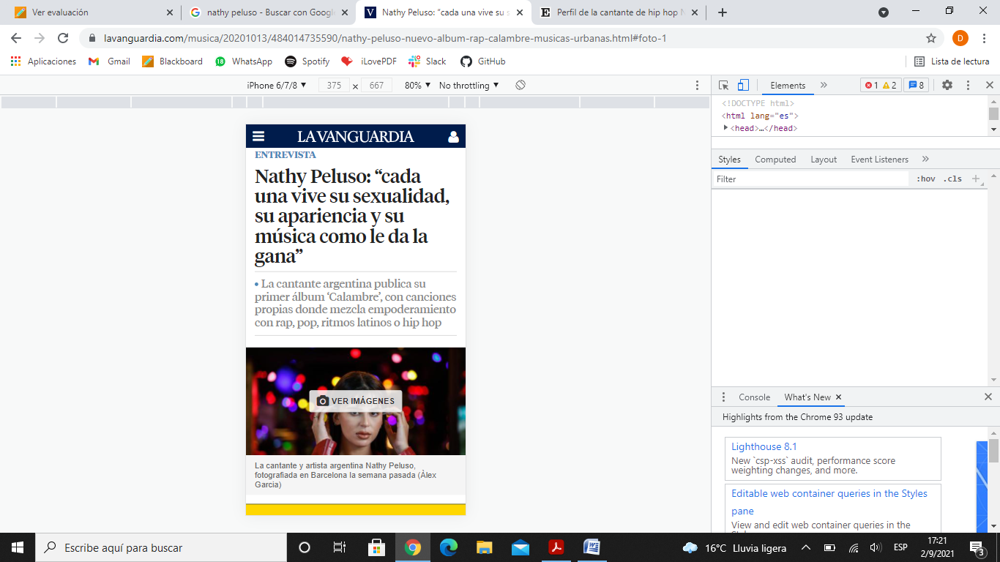 Ver evaluación
nathy peluso - Buscar con Google
Nathy Peluso: “cada una vive su s
Perfil de la cantante de hip hop N
lavanguardia.com/musica/20201013/484014735590/nathy-peluso-nuevo-album-rap-calambre-musicas-urbanas.html#foto-1
D
Aplicaciones
Gmail
Blackboard
18
WhatsApp
Spotify
iLovePDF
Slack
GitHub
Lista de lectura
iPhone 6/7/8 ▼
375 × 667
80% ▼
No throttling ▼
Elements
1
2
8
<!DOCTYPE html>
<html lang="es">
<head>…</head>
Styles
Computed
Layout
Event Listeners
Filter
:hov .cls
LA VANGUARDIA
ENTREVISTA
Nathy Peluso: “cada
una vive su sexualidad,
su apariencia y su
música como le da la
gana”
• La cantante argentina publica su
primer álbum ‘Calambre’, con canciones
propias donde mezcla empoderamiento
con rap, pop, ritmos latinos o hip hop
VER IMÁGENES
La cantante y artista argentina Nathy Peluso,
fotografiada en Barcelona la semana pasada (Àlex
Garcia)
Console
What's New
Highlights from the Chrome 93 update
Lighthouse 8.1
New `csp-xss` audit, performance score
weighting changes, and more.
Editable web container queries in the Styles
pane
View and edit web container queries in the
Escribe aquí para buscar
16°C Lluvia ligera
ESP
17:21
2/9/2021
3